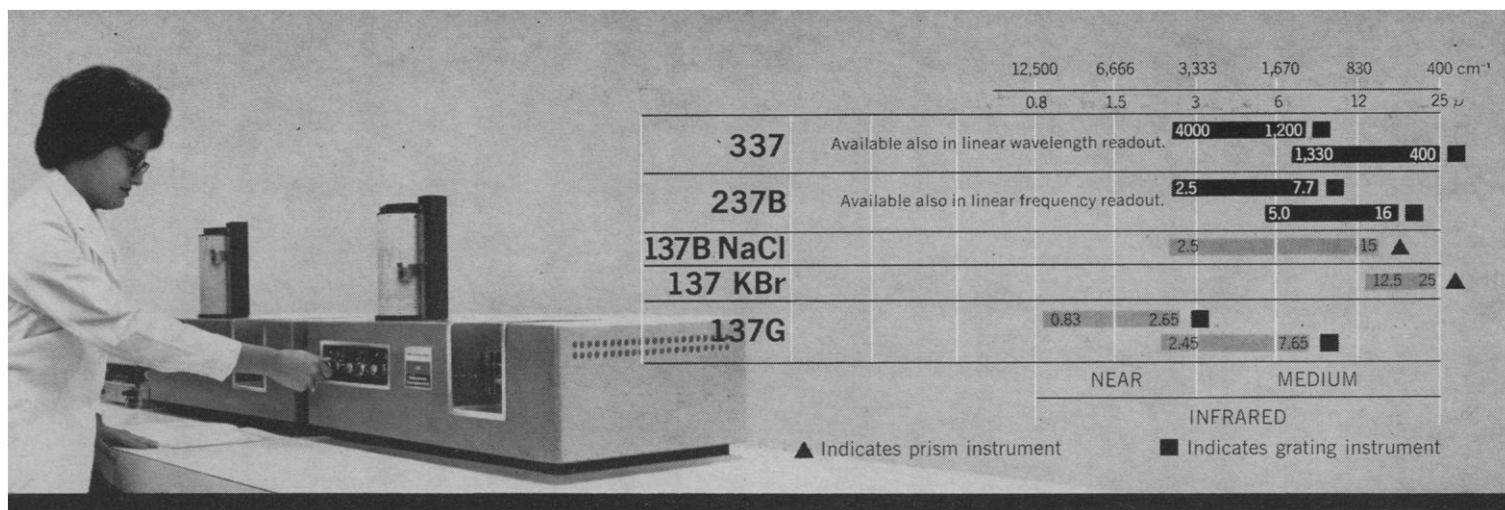 12,500 6,666 3,333 1,670 830 400 cm⁻¹
0.8 1.5 3 6 12 25 μ
337 Available also in linear wavelength readout. 4000 1,200 ■
1,330 400 ■
237B Available also in linear frequency readout. 2.5 7.7 ■
5.0 16 ■
137B NaCl 2.5 15 ▲
137 KBr 12.5 25 ▲
137G 0.83 2.65 ■
2.45 7.65 ■
NEAR MEDIUM
INFRARED
▲ Indicates prism instrument ■ Indicates grating instrument